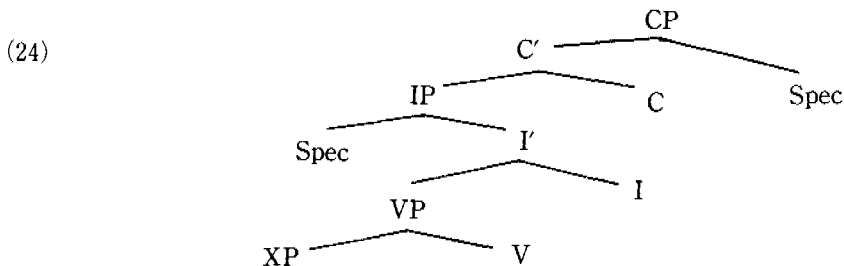 CP
(24) C′
IP C Spec
Spec I′
VP I
XP V